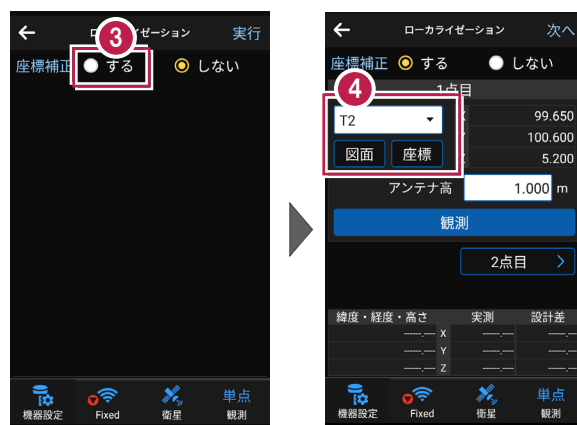 ローカライゼーション 実行
3
座標補正 する しない
機器設定 Fixed 衛星 単点観測
ローカライゼーション 次へ
座標補正 する しない
4
1点目
T2
99.650
Y 100.600
図面 座標
Z 5.200
アンテナ高 1.000 m
観測
2点目 >
緯度・経度・高さ 実測 設計差
------.---- X ------.---- ------.----
------.---- Y ------.---- ------.----
------.---- Z ------.---- ------.----
機器設定 Fixed 衛星 単点観測